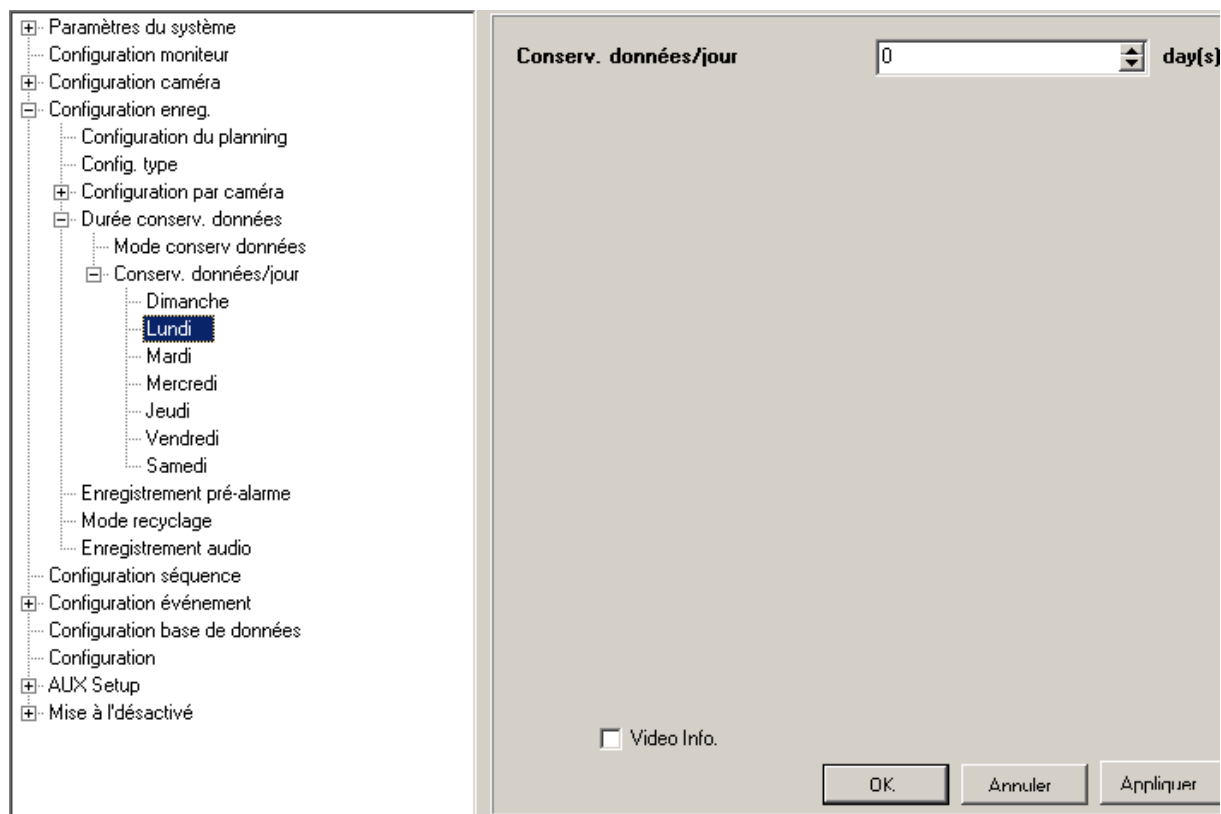 Paramètres du système
Configuration moniteur
Configuration caméra
Configuration enreg.
Configuration du planning
Config. type
Configuration par caméra
Durée conserv. données
Mode conserv données
Conserv. données/jour
Dimanche
Lundi
Mardi
Mercredi
Jeudi
Vendredi
Samedi
Enregistrement pré-alarme
Mode recyclage
Enregistrement audio
Configuration séquence
Configuration événement
Configuration base de données
Configuration
AUX Setup
Mise à l'désactivé
Conserv. données/jour 0 day(s)
Video Info.
OK. Annuler Appliquer